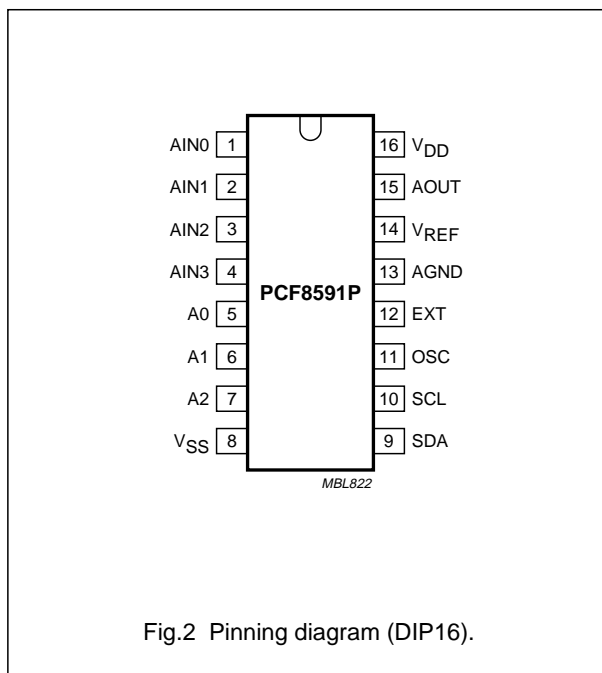 AIN0 1 16 VDD
AIN1 2 15 AOUT
AIN2 3 14 VREF
AIN3 4 13 AGND
PCF8591P
A0 5 12 EXT
A1 6 11 OSC
A2 7 10 SCL
VSS 8 9 SDA
MBL822
Fig.2 Pinning diagram (DIP16).